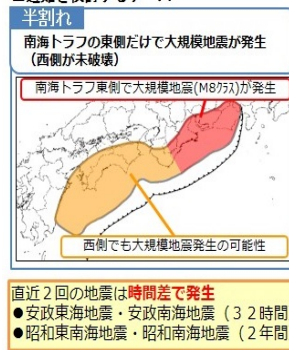 半割れ
南海トラフの東側だけで大規模地震が発生
（西側が未破壊）
南海トラフ東側で大規模地震(M8クラス)が発生
西側でも大規模地震発生の可能性
直近２回の地震は時間差で発生
●安政東海地震・安政南海地震（３２時間
●昭和東南海地震・昭和南海地震（２年間